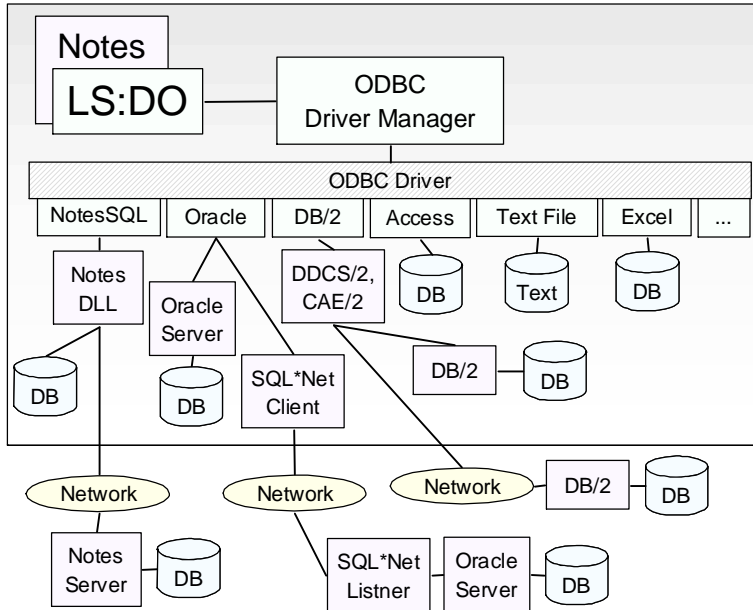 Notes
LS:DO
ODBC
Driver Manager
ODBC Driver
NotesSQL
Oracle
DB/2
Access
Text File
Excel
...
Notes
DLL
Oracle
Server
DDCS/2,
CAE/2
DB
Text
DB
DB
DB
SQL*Net
Client
DB/2
DB
Network
Network
Network
DB/2
DB
Notes
Server
DB
SQL*Net
Listner
Oracle
Server
DB